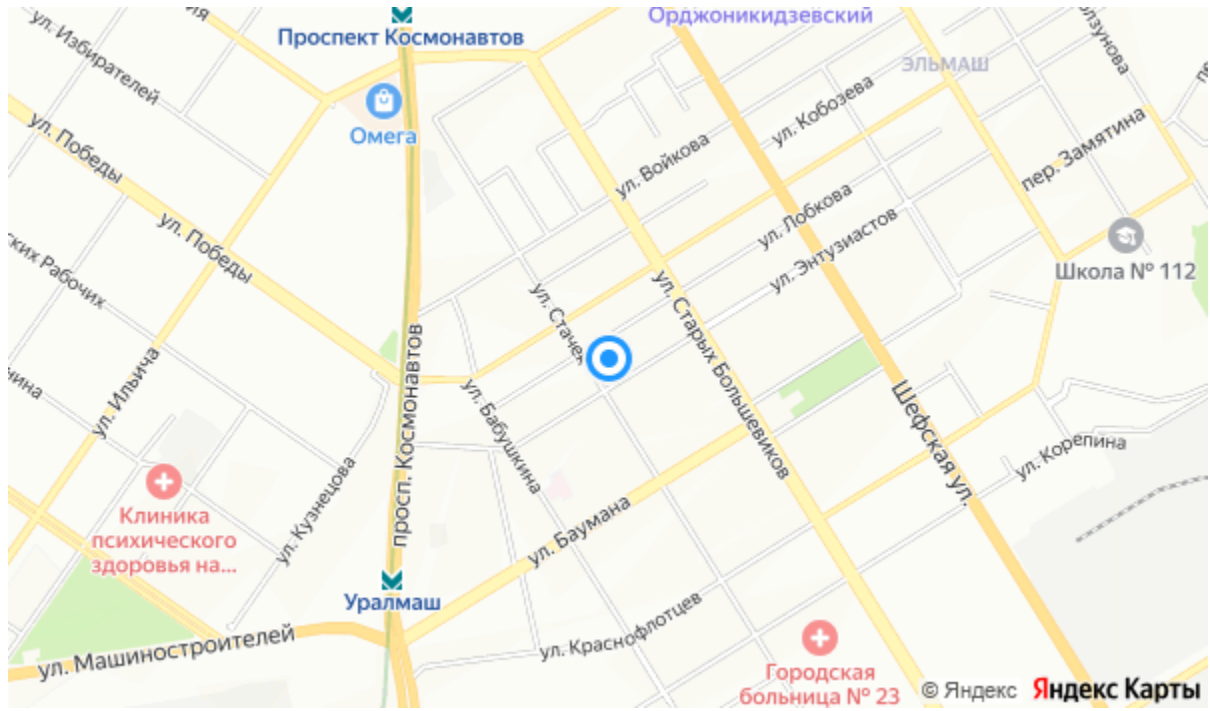 Орджоникидзевский
ул. Избирателей
Проспект Космонавтов
ЭЛЬМАШ
ул. Кобозева
Омега
ул. Победы
ул. Войкова
пер. Замятина
ул. Лобкова
ул. Победы
ул. Энтузиастов
Школа № 112
ул. Стачек
ул. Старых Большевиков
просп. Космонавтов
ул. Ильича
ул. Бабушкина
Шефская ул.
ул. Корепина
ул. Кузнецова
Клиника
психического
здоровья на...
ул. Баумана
Уралмаш
ул. Краснофлотцев
ул. Машиностроителей
Городская
больница № 23
© Яндекс Яндекс Карты